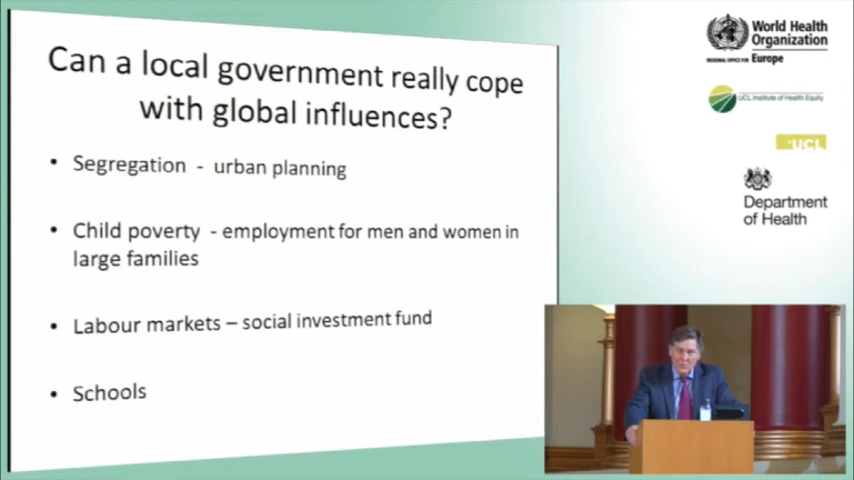 Can a local government really cope
with global influences?
• Segregation - urban planning
• Child poverty - employment for men and women in
large families
• Labour markets – social investment fund
• Schools
World Health
Organization
REGIONAL OFFICE FOR Europe
UCL Institute of Health Equity
UCL
Department
of Health